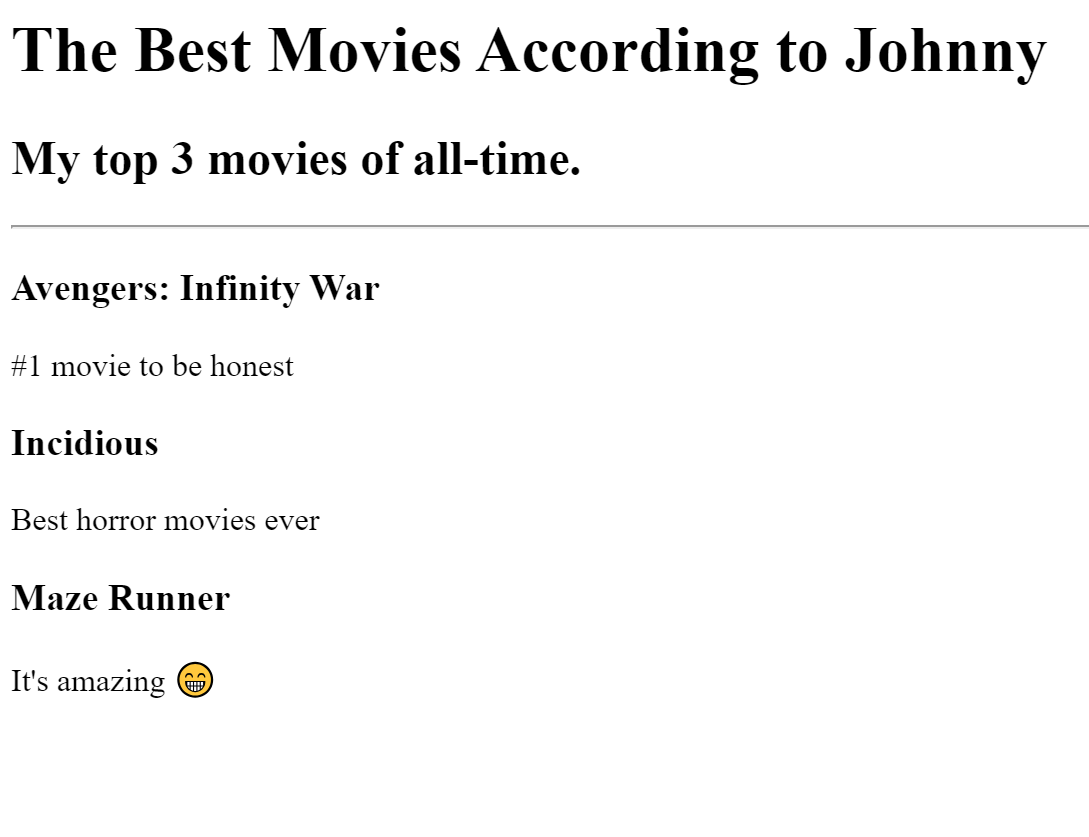 The Best Movies According to Johnny
My top 3 movies of all-time.
Avengers: Infinity War
#1 movie to be honest
Incidious
Best horror movies ever
Maze Runner
It's amazing 😁